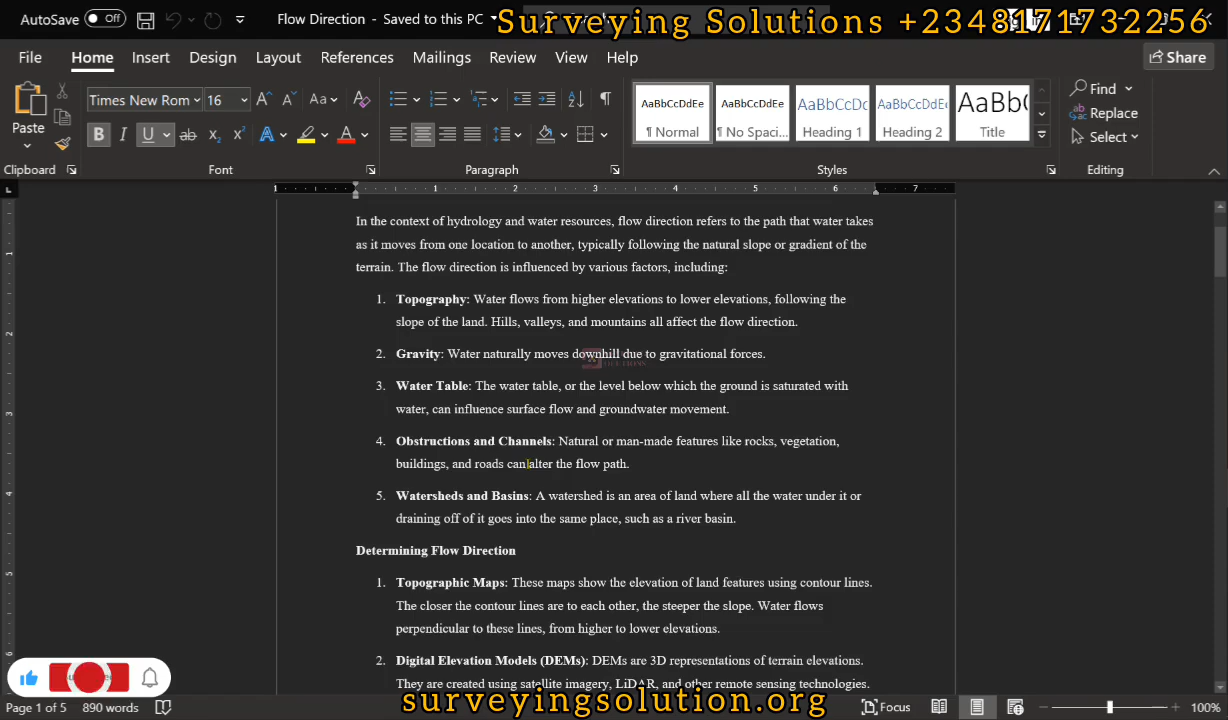 AutoSave Off Flow Direction - Saved to this PC
Surveying Solutions +2348171732256
File Home Insert Design Layout References Mailings Review View Help Share
Paste
Times New Rom 16 Aa
AaBbCcDdEe AaBbCcDdEe AaBbCcDc AaBbCcDdEe AaBb(
¶ Normal ¶ No Spaci... Heading 1 Heading 2 Title
Find
Replace
Select
Clipboard Font Paragraph Styles Editing
In the context of hydrology and water resources, flow direction refers to the path that water takes
as it moves from one location to another, typically following the natural slope or gradient of the
terrain. The flow direction is influenced by various factors, including:
1. Topography: Water flows from higher elevations to lower elevations, following the
slope of the land. Hills, valleys, and mountains all affect the flow direction.
2. Gravity: Water naturally moves downhill due to gravitational forces.
3. Water Table: The water table, or the level below which the ground is saturated with
water, can influence surface flow and groundwater movement.
4. Obstructions and Channels: Natural or man-made features like rocks, vegetation,
buildings, and roads can alter the flow path.
5. Watersheds and Basins: A watershed is an area of land where all the water under it or
draining off of it goes into the same place, such as a river basin.
Determining Flow Direction
1. Topographic Maps: These maps show the elevation of land features using contour lines.
The closer the contour lines are to each other, the steeper the slope. Water flows
perpendicular to these lines, from higher to lower elevations.
2. Digital Elevation Models (DEMs): DEMs are 3D representations of terrain elevations.
They are created using satellite imagery, LiDAR, and other remote sensing technologies.
surveyingsolution.org
Page 1 of 5 890 words Focus 100%